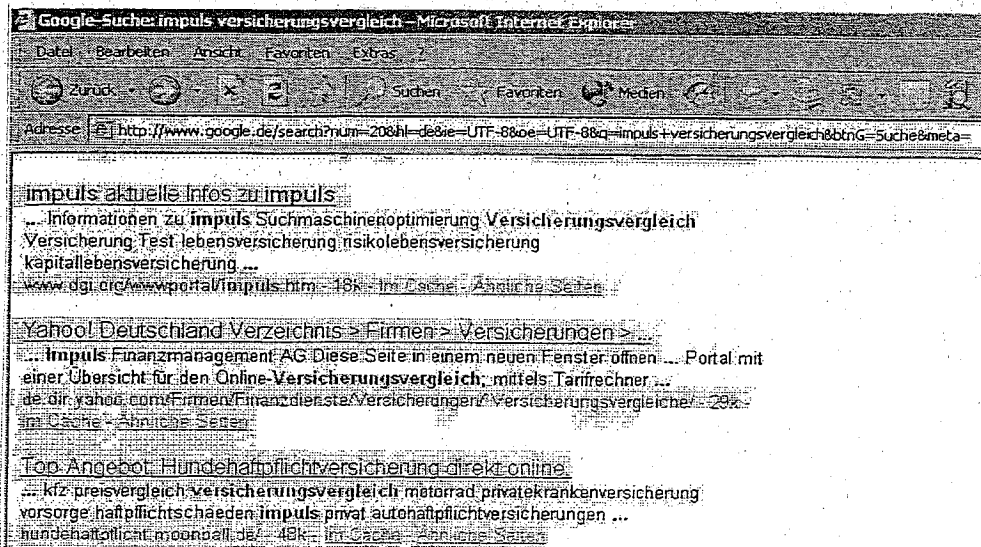 Google-Suche: impuls versicherungsvergleich - Microsoft Internet Explorer
Datei Bearbeiten Ansicht Favoriten Extras ?
Zurück Suchen Favoriten Medien
Adresse http://www.google.de/search?num=20&hl=de&ie=UTF-8&oe=UTF-8&q=impuls+versicherungsvergleich&btnG=Suche&meta=
impuls aktuelle Infos zu impuls
... Informationen zu impuls Suchmaschinenoptimierung Versicherungsvergleich
Versicherung Test lebensversicherung risikolebensversicherung
kapitallebensversicherung ...
www.dgi.org/wwwportal/impuls.htm - 18k - Im Cache - Ähnliche Seiten
Yahoo! Deutschland Verzeichnis > Firmen > Versicherungen > ...
... Impuls Finanzmanagement AG Diese Seite in einem neuen Fenster öffnen ... Portal mit
einer Übersicht für den Online-Versicherungsvergleich, mittels Tarifrechner ...
de.dir.yahoo.com/Firmen/Finanzdienste/Versicherungen/Versicherungsvergleiche/ - 29k -
Im Cache - Ähnliche Seiten
Top Angebot: Hundehaftpflichtversicherung direkt online
... kfz preisvergleich versicherungsvergleich motorrad privatekrankenversicherung
vorsorge haftpflichtschaeden impuls privat autohaftpflichtversicherungen ...
hundehaftpflicht.moonball.de/ - 48k - Im Cache - Ähnliche Seiten